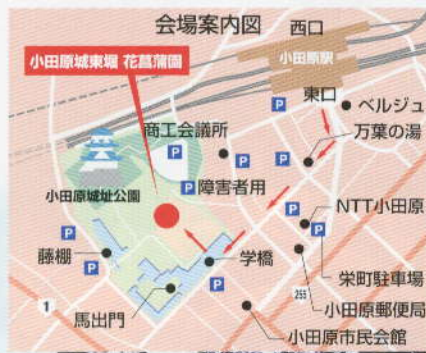 会場案内図
西口
小田原駅
小田原城東堀 花菖蒲園
東口
P
ベルジュ
商工会議所
P
P
P
万葉の湯
P
障害者用
小田原城址公園
P
P
NTT小田原
P
藤棚
学橋
P
栄町駐車場
1
馬出門
255
小田原郵便局
小田原市民会館